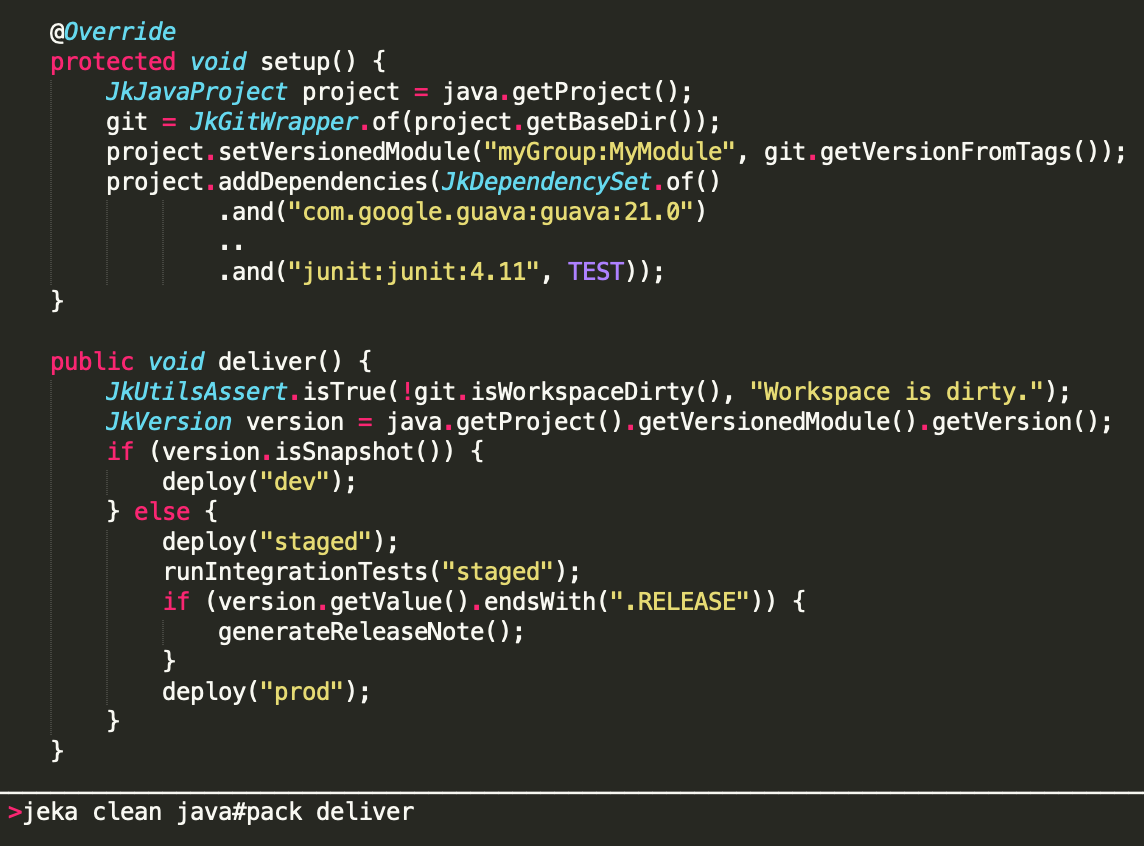 @Override
protected void setup() {
JkJavaProject project = java.getProject();
git = JkGitWrapper.of(project.getBaseDir());
project.setVersionedModule("myGroup:MyModule", git.getVersionFromTags());
project.addDependencies(JkDependencySet.of()
.and("com.google.guava:guava:21.0")
..
.and("junit:junit:4.11", TEST));
}
public void deliver() {
JkUtilsAssert.isTrue(!git.isWorkspaceDirty(), "Workspace is dirty.");
JkVersion version = java.getProject().getVersionedModule().getVersion();
if (version.isSnapshot()) {
deploy("dev");
} else {
deploy("staged");
runIntegrationTests("staged");
if (version.getValue().endsWith(".RELEASE")) {
generateReleaseNote();
}
deploy("prod");
}
}
>jeka clean java#pack deliver